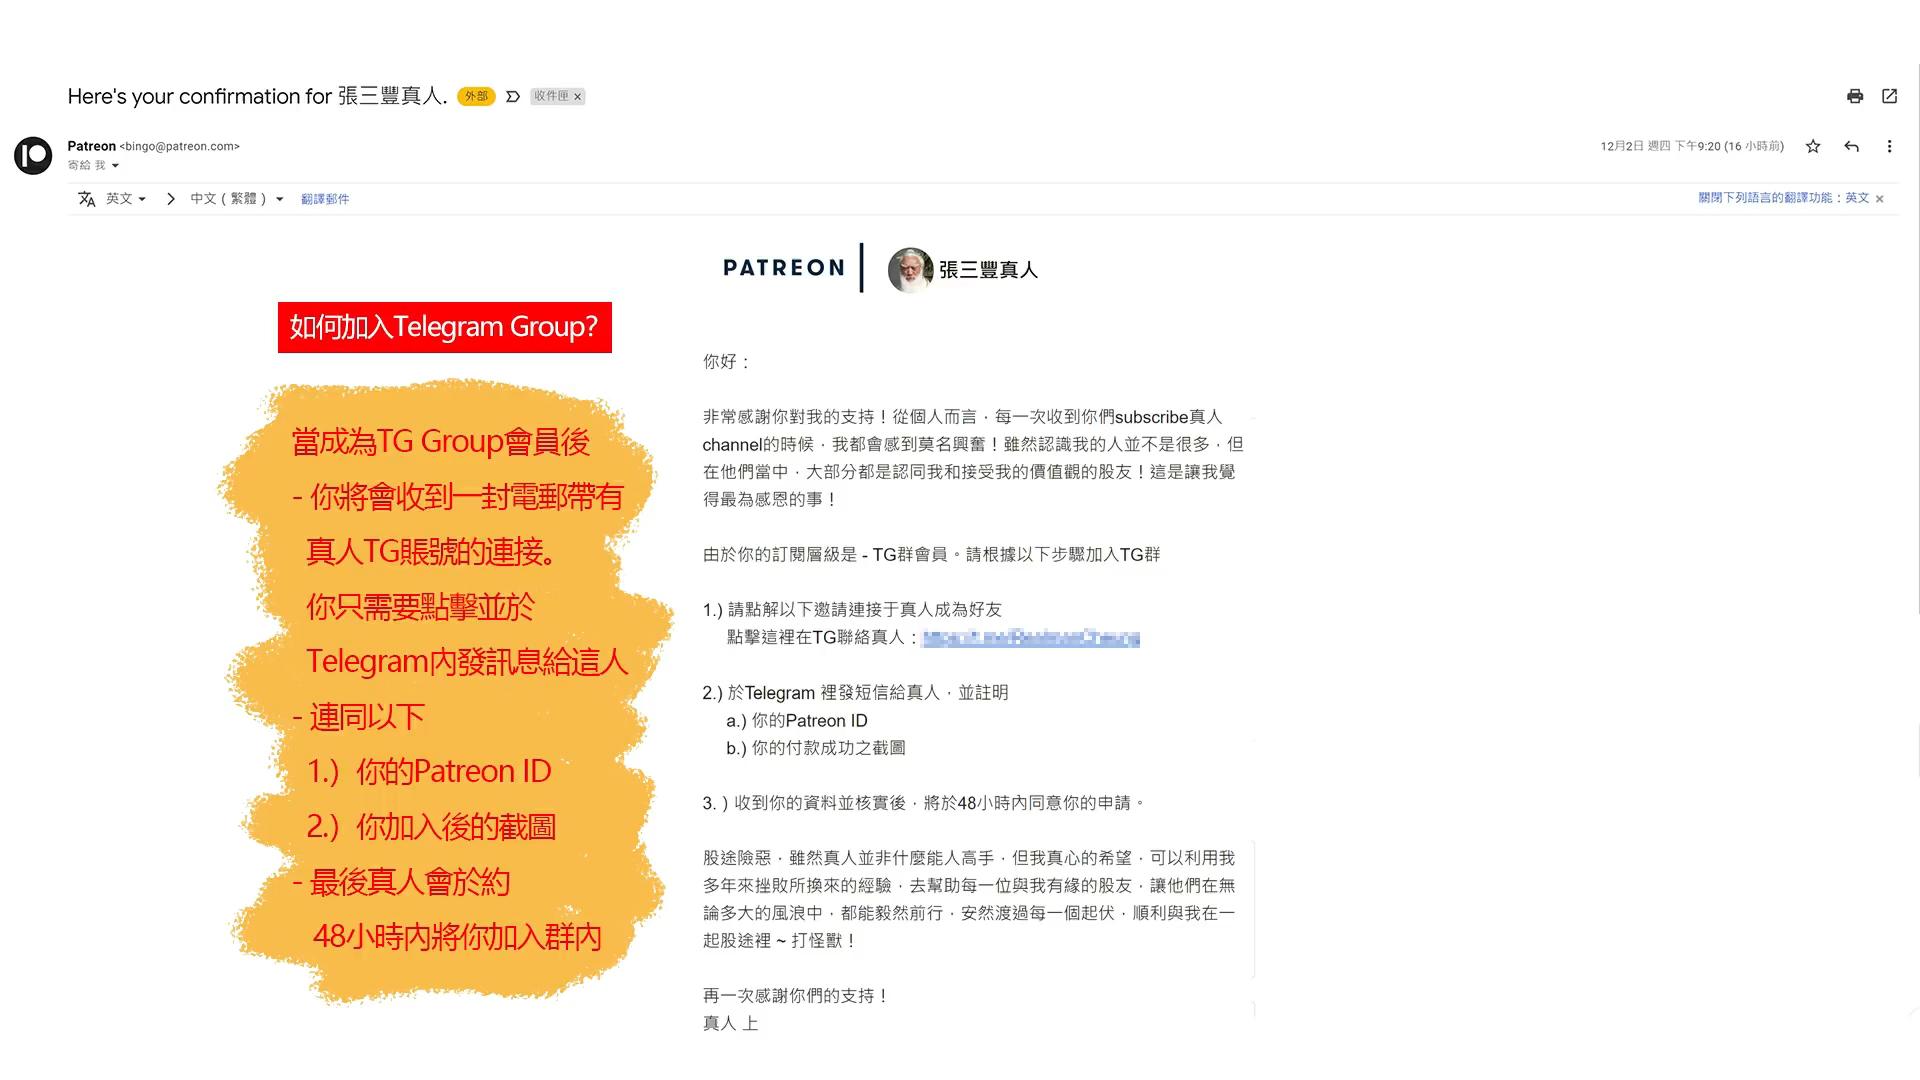 Here's your confirmation for 張三豐真人. 外部 收件匣 ×
Patreon <bingo@patreon.com>
12月2日 週四 下午9:20 (16 小時前)
寄給 我
英文 中文 ( 繁體 ) 翻譯郵件
關閉下列語言的翻譯功能：英文 ×
PATREON 張三豐真人
如何加入Telegram Group?
當成為TG Group會員後
- 你將會收到一封電郵帶有
真人TG賬號的連接。
你只需要點擊並於
Telegram內發訊息給這人
- 連同以下
1.）你的Patreon ID
2.）你加入後的截圖
- 最後真人會於約
48小時內將你加入群內
你好：
非常感謝你對我的支持！從個人而言，每一次收到你們subscribe真人
channel的時候，我都會感到莫名興奮！雖然認識我的人並不是很多，但
在他們當中，大部分都是認同我和接受我的價值觀的股友！這是讓我覺
得最為感恩的事！
由於你的訂閱層級是 - TG群會員。請根據以下步驟加入TG群
1.) 請點解以下邀請連接于真人成為好友
點擊這裡在TG聯絡真人：
2.) 於Telegram 裡發短信給真人，並註明
a.) 你的Patreon ID
b.) 你的付款成功之截圖
3. ) 收到你的資料並核實後，將於48小時內同意你的申請。
股途險惡，雖然真人並非什麼能人高手，但我真心的希望，可以利用我
多年來挫敗所換來的經驗，去幫助每一位與我有緣的股友，讓他們在無
論多大的風浪中，都能毅然前行，安然渡過每一個起伏，順利與我在一
起股途裡 ~ 打怪獸！
再一次感謝你們的支持！
真人 上